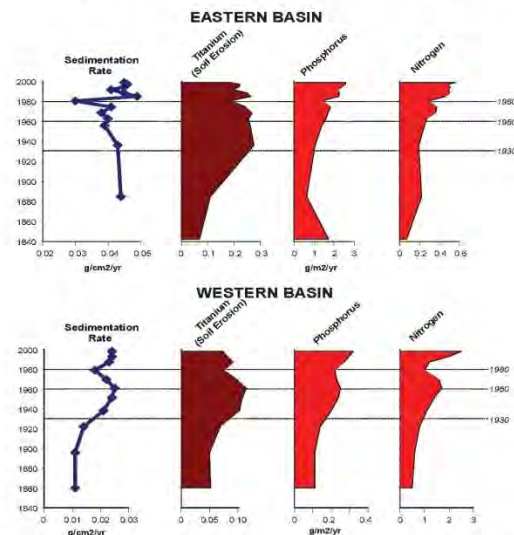 EASTERN BASIN
Sedimentation
Rate
Titanium
(Soil Erosion)
Phosphorus
Nitrogen
2000
1980
1960
1940
1920
1900
1880
1860
1840
1980
1960
1930
0.02 0.03 0.04 0.05
0 0.1 0.2 0.3
0 1 2 3
0 0.2 0.4 0.6
g/cm2/yr
g/m2/yr
WESTERN BASIN
Sedimentation
Rate
Titanium
(Soil Erosion)
Phosphorus
Nitrogen
2000
1980
1960
1940
1920
1900
1880
1860
1840
1980
1960
1930
0 0.01 0.02 0.03
0 0.05 0.10
0 0.2 0.4
0 1 2 3
g/cm2/yr
g/m2/yr